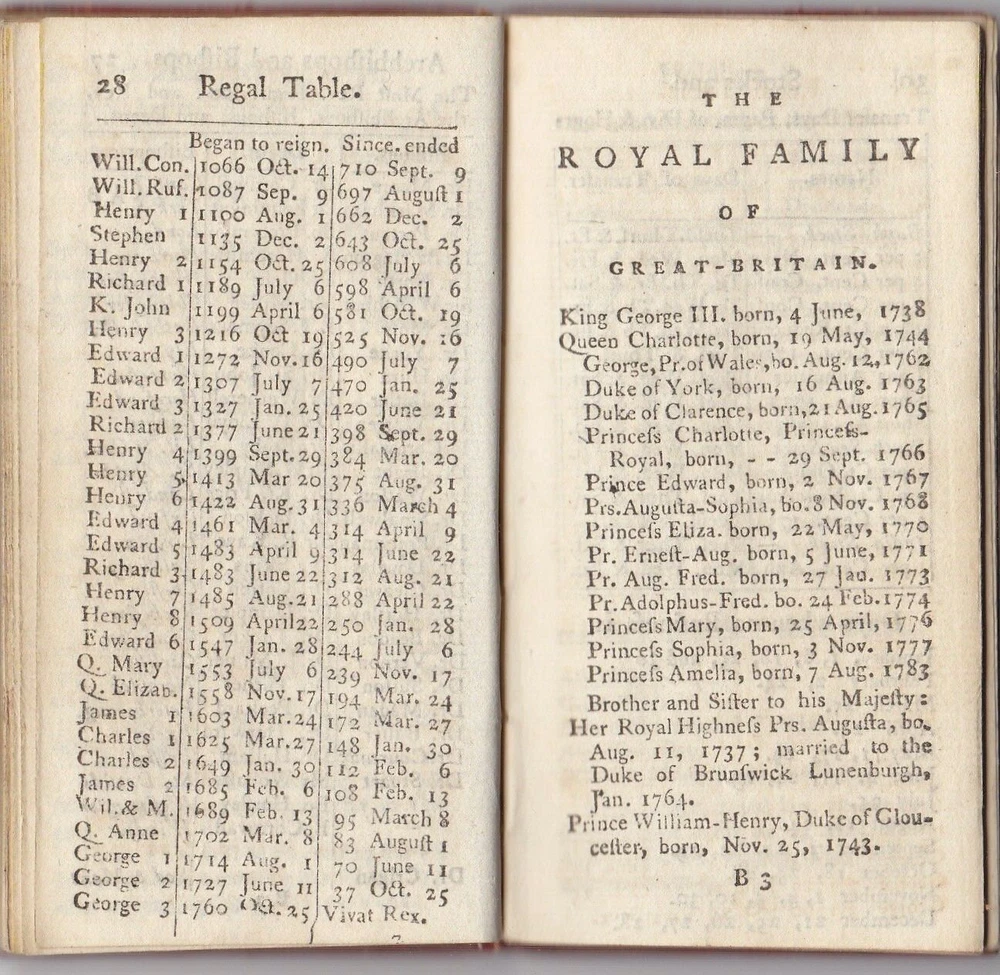 28 Regal Table.
Began to reign. Since. ended
Will. Con. 1066 Oct. 14 710 Sept. 9
Will. Ruf. 1087 Sep. 9 697 Auguſt 1
Henry 1 1100 Aug. 1 662 Dec. 2
Stephen 1135 Dec. 2 643 Oct. 25
Henry 2 1154 Oct. 25 608 July 6
Richard 1 1189 July 6 598 April 6
K. John 1199 April 6 581 Oct. 19
Henry 3 1216 Oct 19 525 Nov. 16
Edward 1 1272 Nov. 16 490 July 7
Edward 2 1307 July 7 470 Jan. 25
Edward 3 1327 Jan. 25 420 June 21
Richard 2 1377 June 21 398 Sept. 29
Henry 4 1399 Sept. 29 384 Mar. 20
Henry 5 1413 Mar 20 375 Aug. 31
Henry 6 1422 Aug. 31 336 March 4
Edward 4 1461 Mar. 4 314 April 9
Edward 5 1483 April 9 314 June 22
Richard 3 1483 June 22 312 Aug. 21
Henry 7 1485 Aug. 21 288 April 22
Henry 8 1509 April 22 250 Jan. 28
Edward 6 1547 Jan. 28 244 July 6
Q. Mary 1553 July 6 239 Nov. 17
Q. Elizab. 1558 Nov. 17 194 Mar. 24
James 1 1603 Mar. 24 172 Mar. 27
Charles 1 1625 Mar. 27 148 Jan. 30
Charles 2 1649 Jan. 30 112 Feb. 6
James 2 1685 Feb. 6 108 Feb. 13
Wil. & M. 1689 Feb. 13 95 March 8
Q. Anne 1702 Mar. 8 83 Auguſt 1
George 1 1714 Aug. 1 70 June 11
George 2 1727 June 11 37 Oct. 25
George 3 1760 Oct. 25 Vivat Rex.
THE
ROYAL FAMILY
OF
GREAT-BRITAIN.
King George III. born, 4 June, 1738
Queen Charlotte, born, 19 May, 1744
George, Pr. of Wales, bo. Aug. 12, 1762
Duke of York, born, 16 Aug. 1763
Duke of Clarence, born, 21 Aug. 1765
Princeſs Charlotte, Princeſs-
Royal, born, - - 29 Sept. 1766
Prince Edward, born, 2 Nov. 1767
Prs. Auguſta-Sophia, bo. 8 Nov. 1768
Princeſs Eliza. born, 22 May, 1770
Pr. Erneſt-Aug. born, 5 June, 1771
Pr. Aug. Fred. born, 27 Jan. 1773
Pr. Adolphus-Fred. bo. 24 Feb. 1774
Princeſs Mary, born, 25 April, 1776
Princeſs Sophia, born, 3 Nov. 1777
Princeſs Amelia, born, 7 Aug. 1783
Brother and Siſter to his Majeſty:
Her Royal Highneſs Prs. Auguſta, bo.
Aug. 11, 1737; married to the
Duke of Brunſwick Lunenburgh,
Jan. 1764.
Prince William-Henry, Duke of Glou-
ceſter, born, Nov. 25, 1743.
B 3